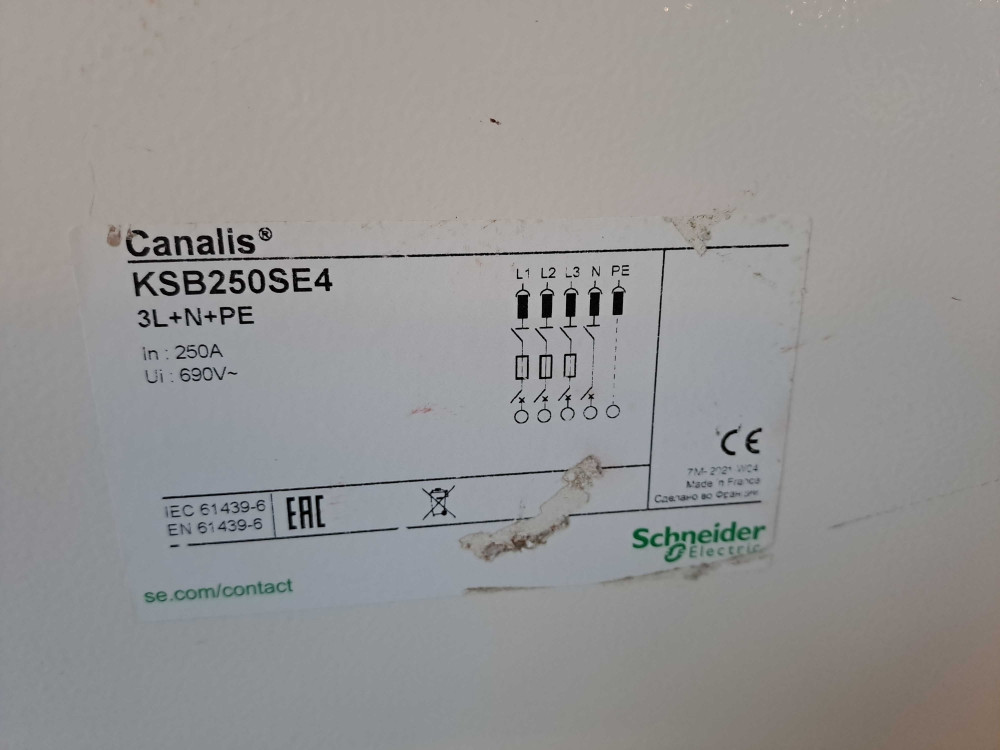 Canalis®
KSB250SE4
3L+N+PE
In : 250A
Ui : 690V~
L1 L2 L3 N PE
CE
7M- 2021-W24
Made in France
Сделано во Франции
IEC 61439-6
EN 61439-6
EAC
Schneider
Electric
se.com/contact